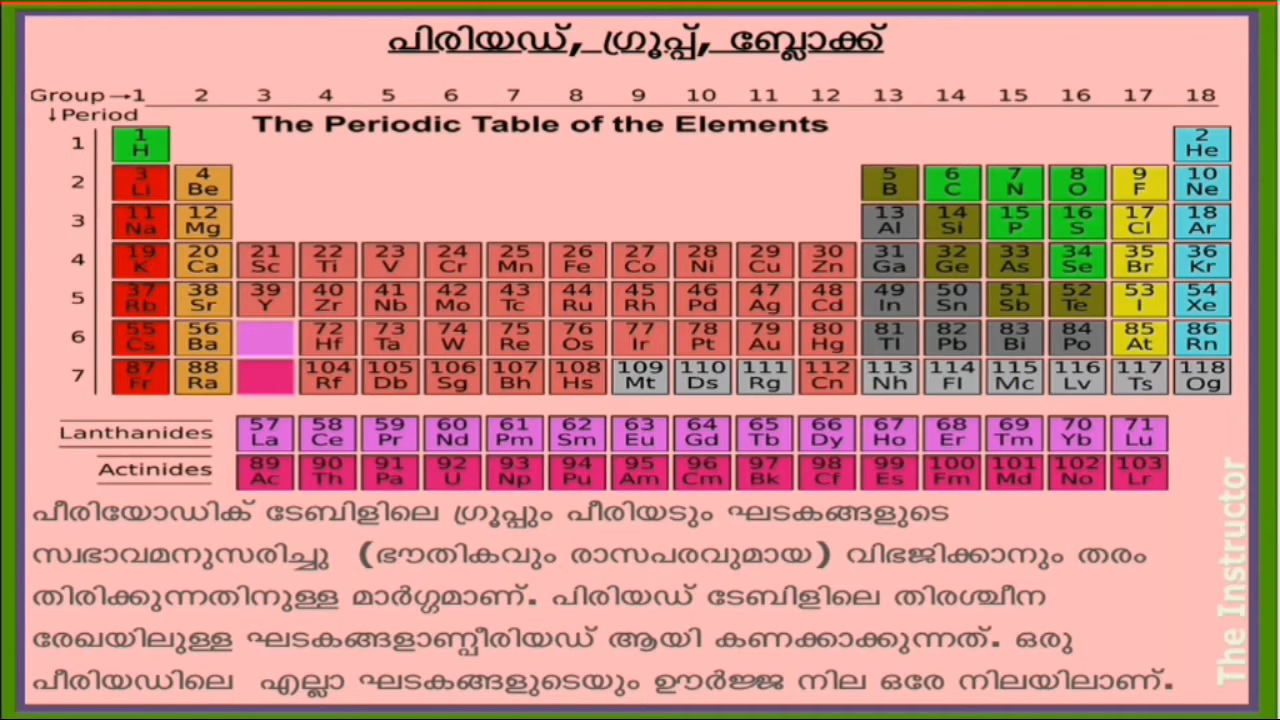 പിരിയഡ്, ഗ്രൂപ്പ്, ബ്ലോക്ക്
Group →1 2 3 4 5 6 7 8 9 10 11 12 13 14 15 16 17 18
↓Period
The Periodic Table of the Elements
1 1 H 2 He
2 3 Li 4 Be 5 B 6 C 7 N 8 O 9 F 10 Ne
3 11 Na 12 Mg 13 Al 14 Si 15 P 16 S 17 Cl 18 Ar
4 19 K 20 Ca 21 Sc 22 Ti 23 V 24 Cr 25 Mn 26 Fe 27 Co 28 Ni 29 Cu 30 Zn 31 Ga 32 Ge 33 As 34 Se 35 Br 36 Kr
5 37 Rb 38 Sr 39 Y 40 Zr 41 Nb 42 Mo 43 Tc 44 Ru 45 Rh 46 Pd 47 Ag 48 Cd 49 In 50 Sn 51 Sb 52 Te 53 I 54 Xe
6 55 Cs 56 Ba 72 Hf 73 Ta 74 W 75 Re 76 Os 77 Ir 78 Pt 79 Au 80 Hg 81 Tl 82 Pb 83 Bi 84 Po 85 At 86 Rn
7 87 Fr 88 Ra 104 Rf 105 Db 106 Sg 107 Bh 108 Hs 109 Mt 110 Ds 111 Rg 112 Cn 113 Nh 114 Fl 115 Mc 116 Lv 117 Ts 118 Og
Lanthanides 57 La 58 Ce 59 Pr 60 Nd 61 Pm 62 Sm 63 Eu 64 Gd 65 Tb 66 Dy 67 Ho 68 Er 69 Tm 70 Yb 71 Lu
Actinides 89 Ac 90 Th 91 Pa 92 U 93 Np 94 Pu 95 Am 96 Cm 97 Bk 98 Cf 99 Es 100 Fm 101 Md 102 No 103 Lr
പീരിയോഡിക് ടേബിളിലെ ഗ്രൂപ്പും പീരിയടും ഘടകങ്ങളുടെ
സ്വഭാവമനുസരിച്ചു (ഭൗതികവും രാസപരവുമായ) വിഭജിക്കാനും തരം
തിരിക്കുന്നതിനുള്ള മാർഗ്ഗമാണ്. പിരിയഡ് ടേബിളിലെ തിരശ്ചീന
രേഖയിലുള്ള ഘടകങ്ങളാണ്പീരിയഡ് ആയി കണക്കാക്കുന്നത്. ഒരു
പീരിയഡിലെ എല്ലാ ഘടകങ്ങളുടെയും ഊർജ്ജ നില ഒരേ നിലയിലാണ്.
The Instructor